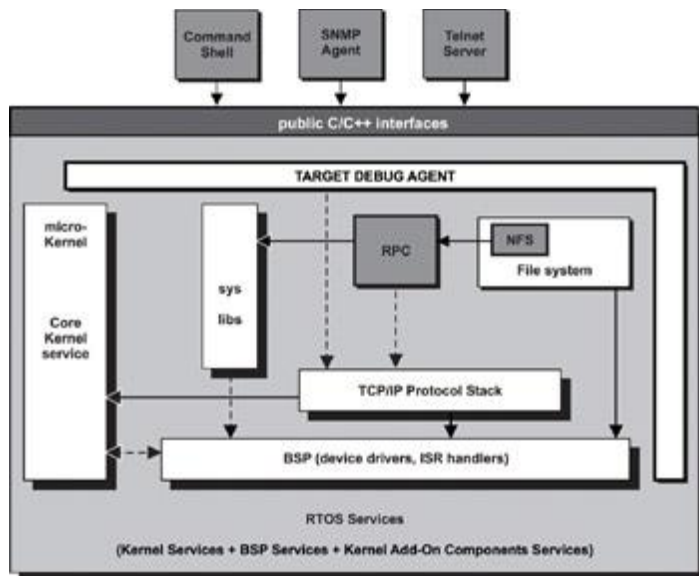 Command
Shell
SNMP
Agent
Telnet
Server
public C/C++ interfaces
TARGET DEBUG AGENT
micro-
Kernel
Core
Kernel
service
sys
libs
RPC
NFS
File system
TCP/IP Protocol Stack
BSP (device drivers, ISR handlers)
RTOS Services
(Kernel Services + BSP Services + Kernel Add-On Components Services)